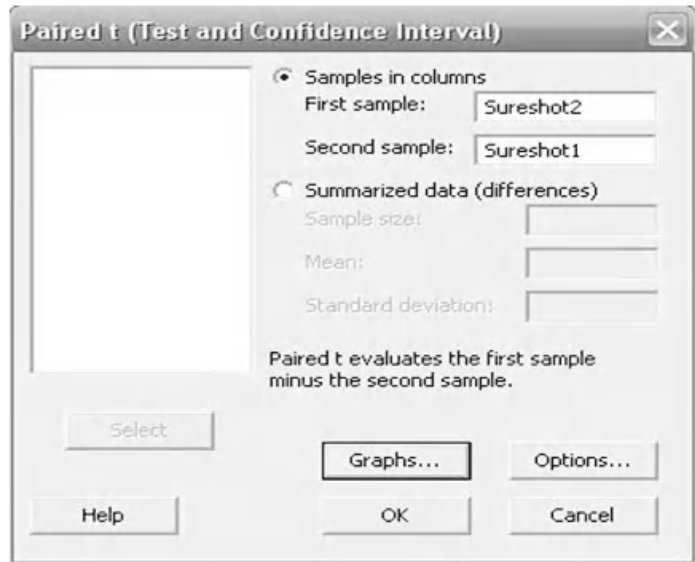 Paired t (Test and Confidence Interval)
Samples in columns
First sample: Sureshot2
Second sample: Sureshot1
Summarized data (differences)
Sample size:
Mean:
Standard deviation:
Paired t evaluates the first sample
minus the second sample.
Select
Graphs... Options...
Help OK Cancel